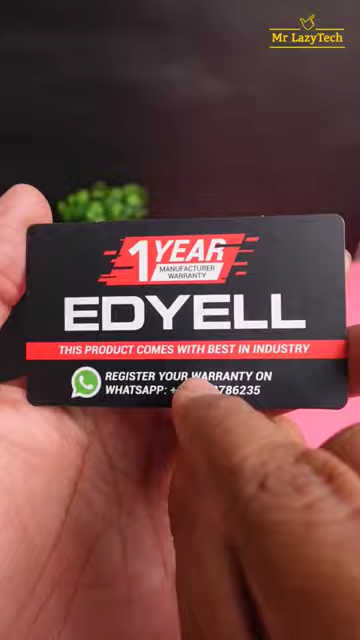 Mr LazyTech
1 YEAR
MANUFACTURER
WARRANTY
EDYELL
THIS PRODUCT COMES WITH BEST IN INDUSTRY
REGISTER YOUR WARRANTY ON
WHATSAPP: +